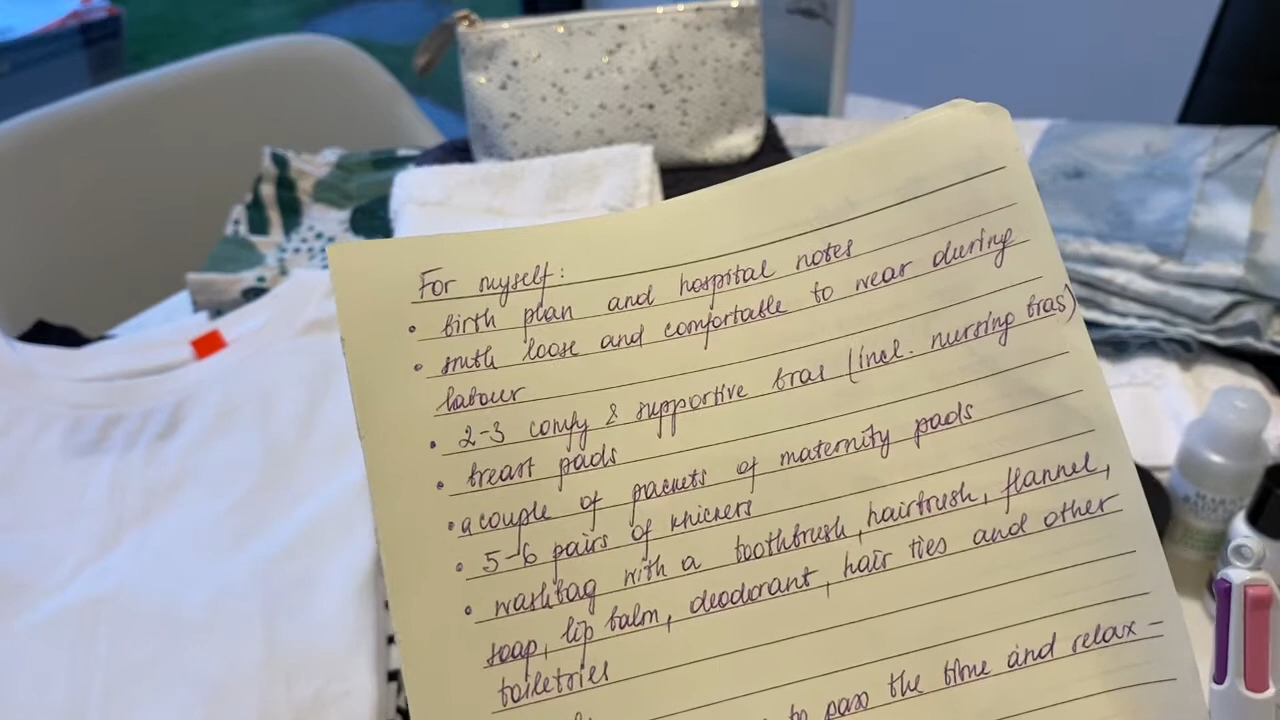 For myself:
• birth plan and hospital notes
• smth loose and comfortable to wear during
labour
• 2-3 comfy & supportive bras (incl. nursing bras)
• breast pads
• a couple of packets of maternity pads
• 5-6 pairs of knickers
• washbag with a toothbrush, hairbrush, flannel,
soap, lip balm, deodorant, hair ties and other
toiletries
to pass the time and relax-